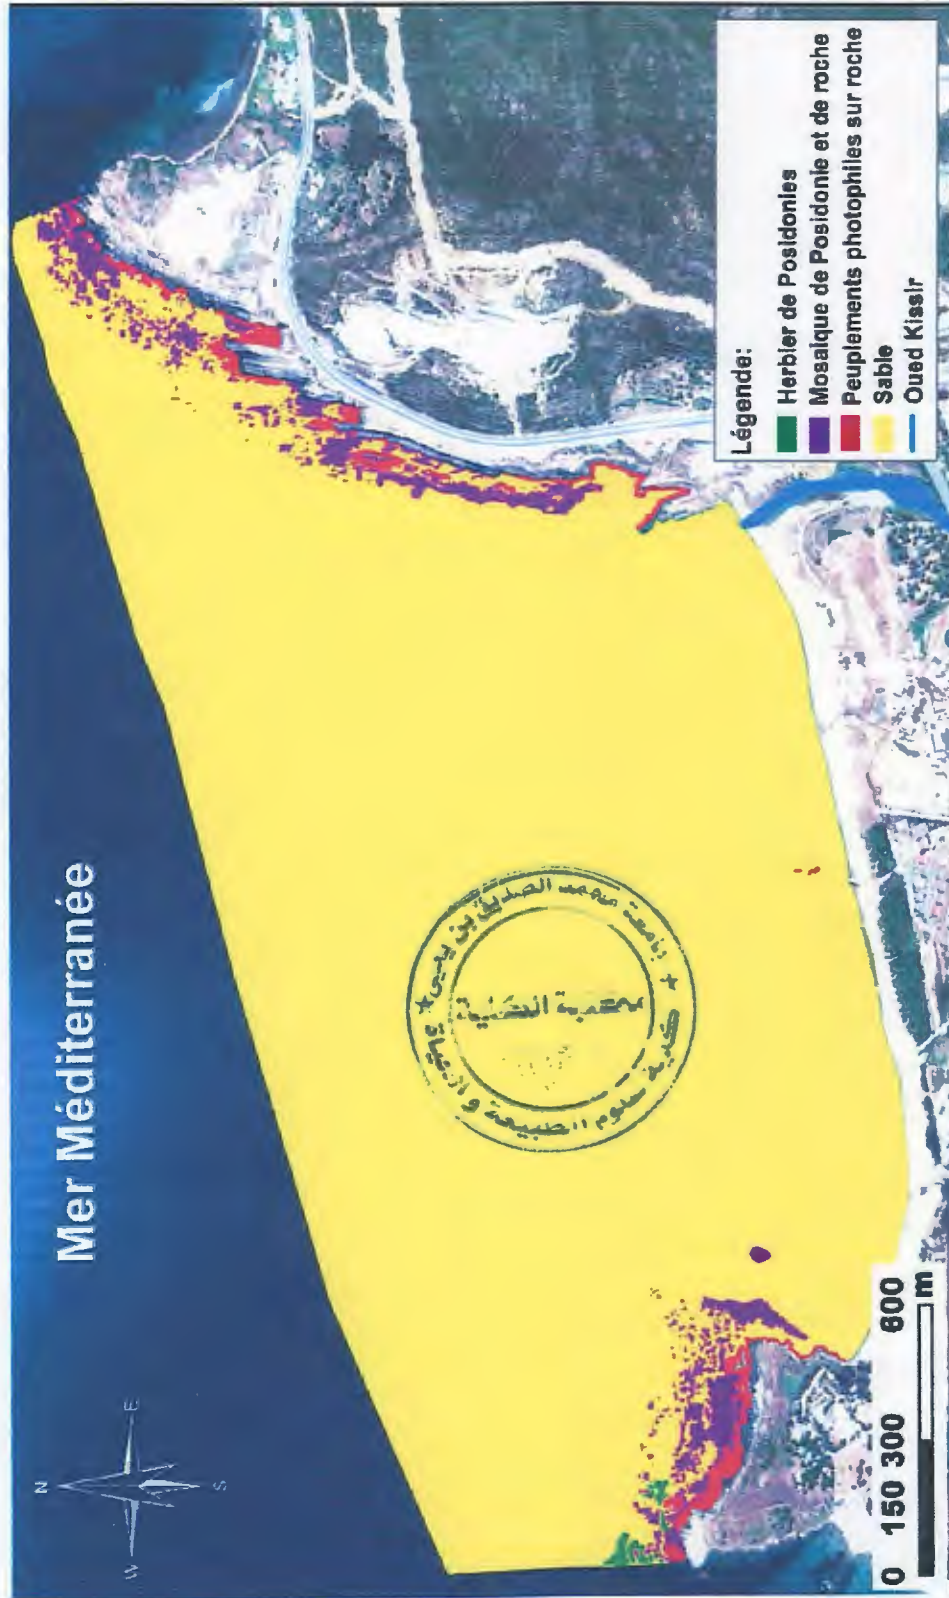 Mer Méditerranée
N
W
E
S
Légende:
Herbier de Posidonies
Mosaique de Posidonie et de roche
Peuplements photophiles sur roche
Sable
Oued Kissir
0 150 300 600
m
جامعة محمد الصديق بن يحيى
كلية علوم الطبيعة و الحياة
مكتبة الكلية